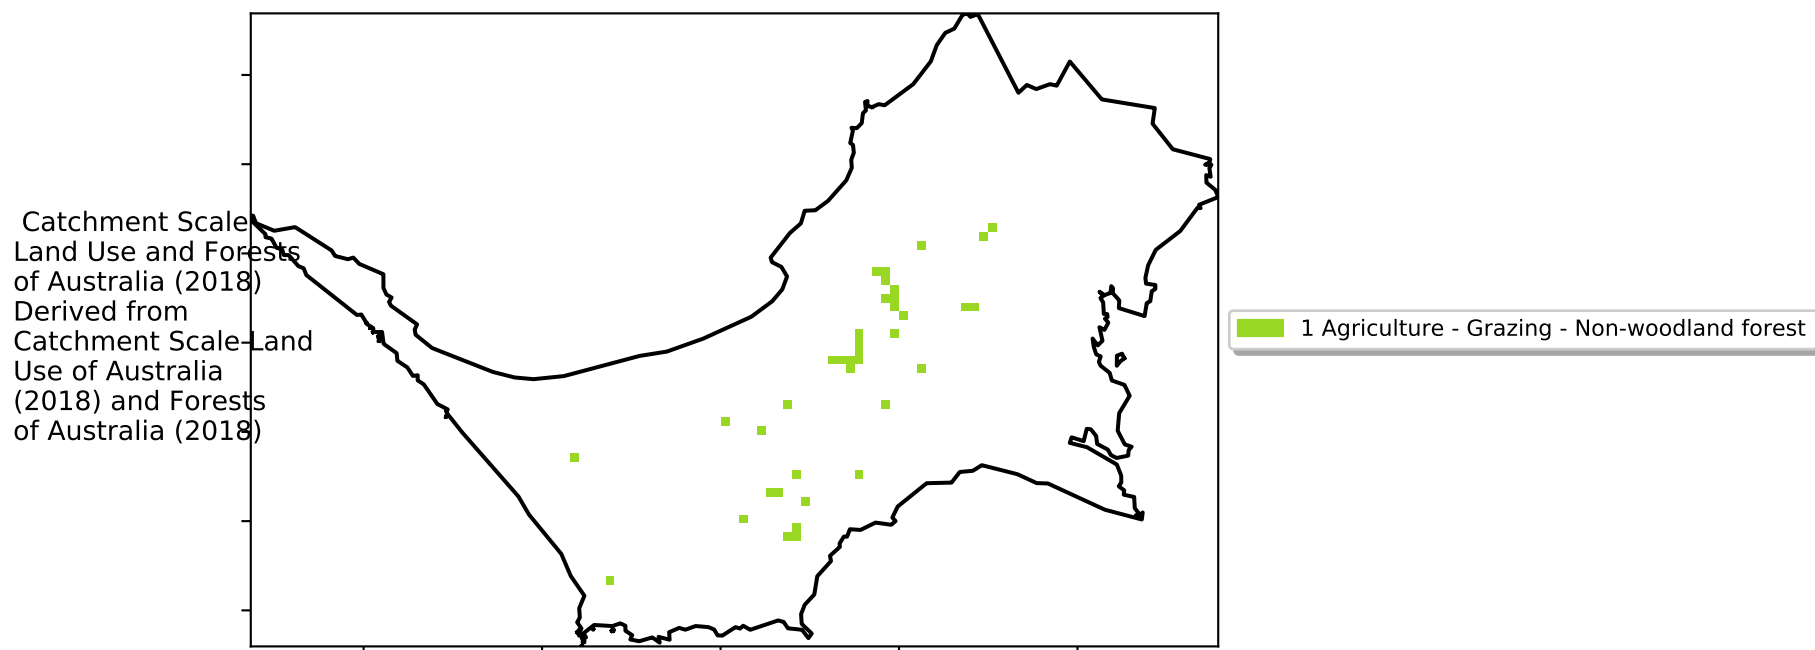 Catchment Scale
Land Use and Forests
of Australia (2018)
Derived from
Catchment Scale Land
Use of Australia
(2018) and Forests
of Australia (2018)
1 Agriculture - Grazing - Non-woodland forest